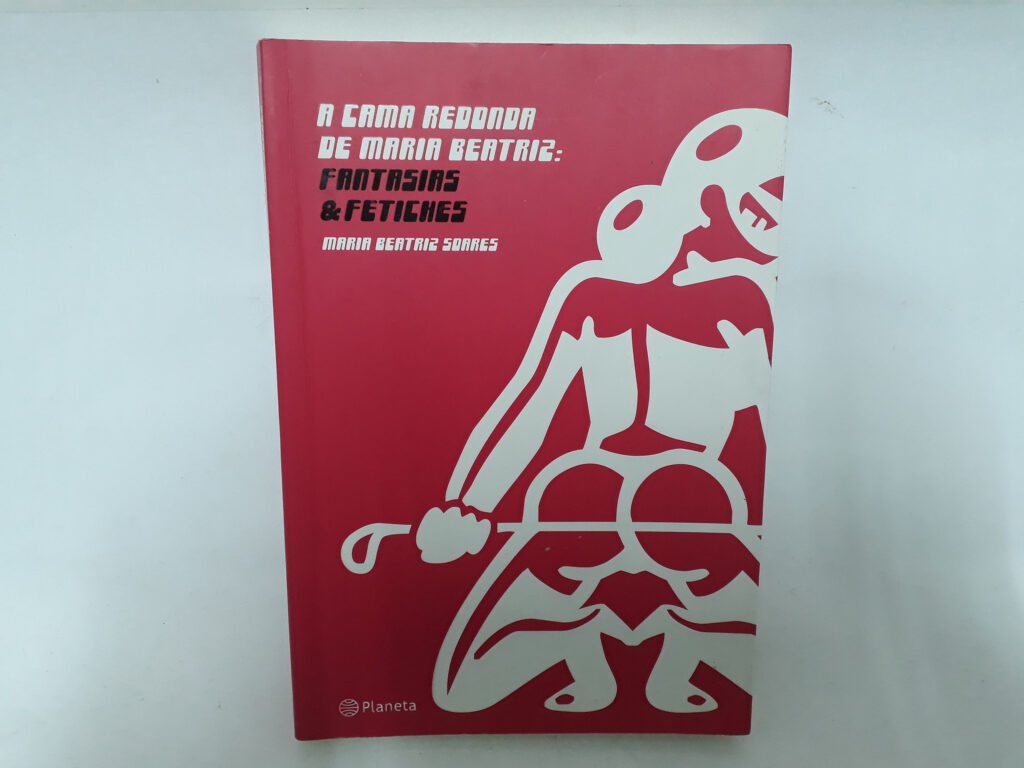 A CAMA REDONDA
DE MARIA BEATRIZ:
FANTASIAS
& FETICHES
MARIA BEATRIZ SOARES
Planeta